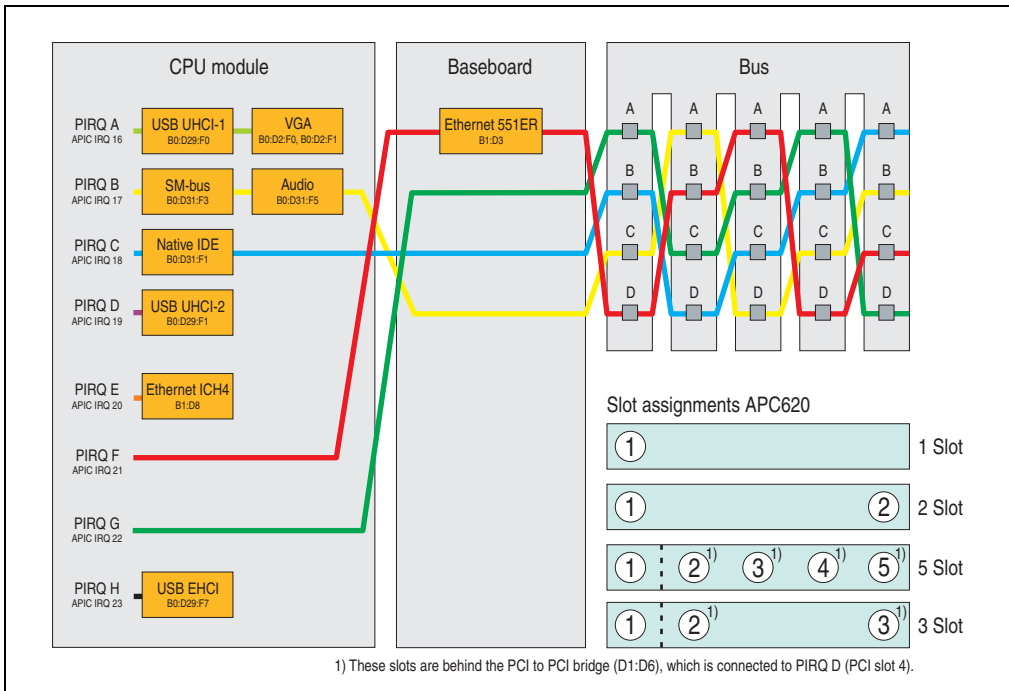 CPU module
Baseboard
Bus
PIRQ A
APIC IRQ 16
USB UHCI-1
B0:D29:F0
VGA
B0:D2:F0, B0:D2:F1
Ethernet 551ER
B1:D3
A A A A A
PIRQ B
APIC IRQ 17
SM-bus
B0:D31:F3
Audio
B0:D31:F5
B B B B B
PIRQ C
APIC IRQ 18
Native IDE
B0:D31:F1
C C C C C
PIRQ D
APIC IRQ 19
USB UHCI-2
B0:D29:F1
D D D D D
PIRQ E
APIC IRQ 20
Ethernet ICH4
B1:D8
PIRQ F
APIC IRQ 21
PIRQ G
APIC IRQ 22
PIRQ H
APIC IRQ 23
USB EHCI
B0:D29:F7
Slot assignments APC620
1 1 Slot
1 2 2 Slot
1 2 1) 3 1) 4 1) 5 1) 5 Slot
1 2 1) 3 1) 3 Slot
1) These slots are behind the PCI to PCI bridge (D1:D6), which is connected to PIRQ D (PCI slot 4).